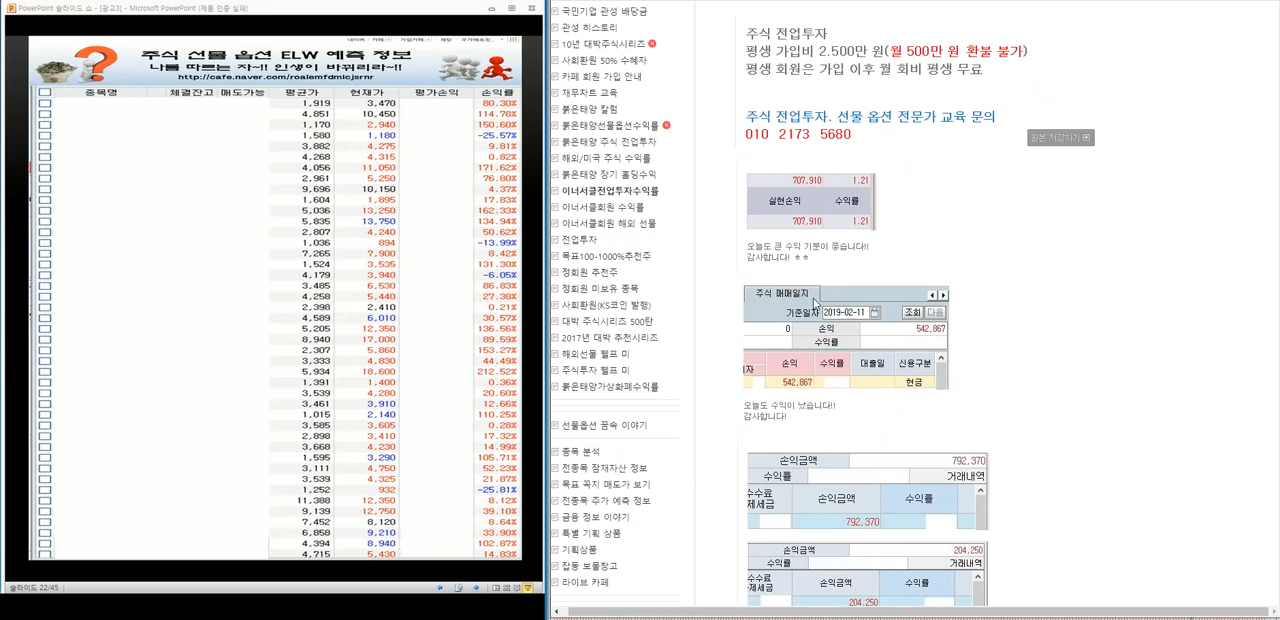 PowerPoint 슬라이드 쇼 - [광고3] - Microsoft PowerPoint (제품 인증 실패)
주식 선물 옵션 ELW 예측 정보
나를 따르는 자~!! 인생이 바뀌리라~!!
http://cafe.naver.com/roalemfdmlcjsrnr
종목명 체결잔고 매도가능 평균가 현재가 평가손익 손익률
1,919 3,470 80.30%
4,851 10,450 114.78%
1,170 2,940 150.60%
1,580 1,180 -25.57%
3,882 4,275 9.81%
4,268 4,315 0.82%
4,056 11,050 171.62%
2,961 5,250 76.80%
9,696 10,150 4.37%
1,604 1,895 17.83%
5,036 13,250 162.33%
5,835 13,750 134.94%
2,807 4,240 50.62%
1,036 894 -13.99%
7,265 7,900 8.42%
1,524 3,535 131.30%
4,179 3,940 -6.05%
3,485 6,530 86.83%
4,258 5,440 27.38%
2,398 2,410 0.21%
4,589 6,010 30.57%
5,205 12,350 136.56%
8,940 17,000 89.59%
2,307 5,860 153.27%
3,333 4,830 44.49%
5,934 18,600 212.52%
1,391 1,400 0.36%
3,539 4,280 20.60%
3,461 3,910 12.66%
1,015 2,140 110.25%
3,585 3,605 0.28%
2,898 3,410 17.32%
3,668 4,230 14.99%
1,595 3,290 105.71%
3,111 4,750 52.23%
3,539 4,325 21.87%
1,252 932 -25.81%
11,388 12,350 8.12%
9,139 12,750 39.10%
7,452 8,120 8.64%
6,858 9,210 33.90%
4,394 8,940 102.87%
4,715 5,430 14.83%
슬라이드 22/45
국민기업 관성 배당금
관성 히스토리
10년 대박주식시리즈
사회환원 50% 수혜자
카페 회원 가입 안내
재무차트 교육
붉은태양 칼럼
붉은태양선물옵션수익률
붉은태양 주식 전업투자
해외/미국 주식 수익률
붉은태양 장기 홀딩수익
이너서클전업투자수익률
이너서클회원 수익률
이너서클회원 해외 선물
전업투자
목표100-1000%추천주
정회원 추천주
정회원 미보유 종목
사회환원(KS코인 발행)
대박 주식시리즈 500탄
2017년 대박 추천시리즈
해외선물 헬프 미
주식투자 헬프 미
붉은태양가상화폐수익률
선물옵션 꿈속 이야기
종목 분석
전종목 잠재자산 정보
목표 꼭지 매도가 보기
전종목 주가 예측 정보
금융 정보 이야기
특별 기획 상품
기획상품
잡동 보물창고
라이브 카페
주식 전업투자
평생 가입비 2.500만 원(월 500만 원 환불 불가)
평생 회원은 가입 이후 월 회비 평생 무료
주식 전업투자. 선물 옵션 전문가 교육 문의
010 2173 5680
원본 저장하기
707,910 1.21
실현손익 수익률
707,910 1.21
오늘도 큰 수익 기분이 좋습니다!!
감사합니다! ㅎㅎ
주식 매매일지
기준일자 2019-02-11 조회 다음
0 손익 542,867
수익률
손익 수익률 대출일 신용구분
542,867 현금
오늘도 수익이 났습니다!!
감사합니다!
손익금액 792,370
수익률 거래내역
수수료 손익금액 수익률
제세금
792,370
손익금액 204,250
수익률 거래내역
수수료 손익금액 수익률
제세금
204,250